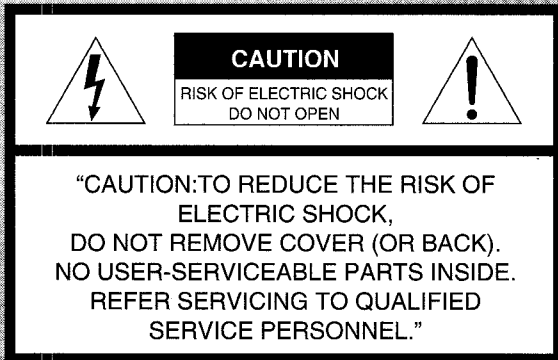 CAUTION
RISK OF ELECTRIC SHOCK
DO NOT OPEN
“CAUTION:TO REDUCE THE RISK OF
ELECTRIC SHOCK,
DO NOT REMOVE COVER (OR BACK).
NO USER-SERVICEABLE PARTS INSIDE.
REFER SERVICING TO QUALIFIED
SERVICE PERSONNEL.”